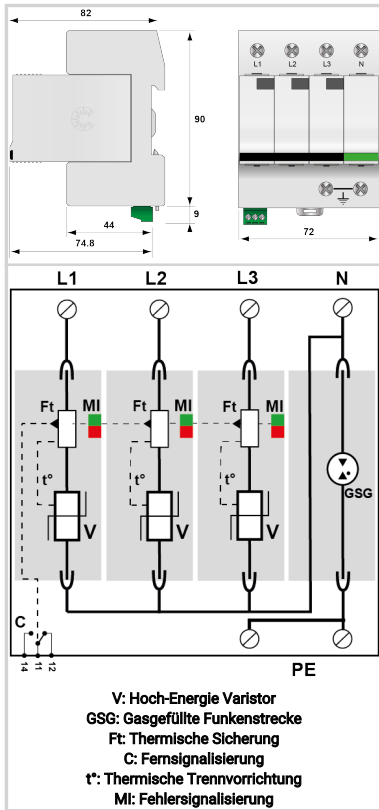 82
L1 L2 L3 N
90
9
44
74.8
72
L1 L2 L3 N
Ft MI Ft MI Ft MI
t° t° t°
GSG
V V V
C
14 11 12
PE
V: Hoch-Energie Varistor
GSG: Gasgefüllte Funkenstrecke
Ft: Thermische Sicherung
C: Fernsignalisierung
t°: Thermische Trennvorrichtung
MI: Fehlersignalisierung